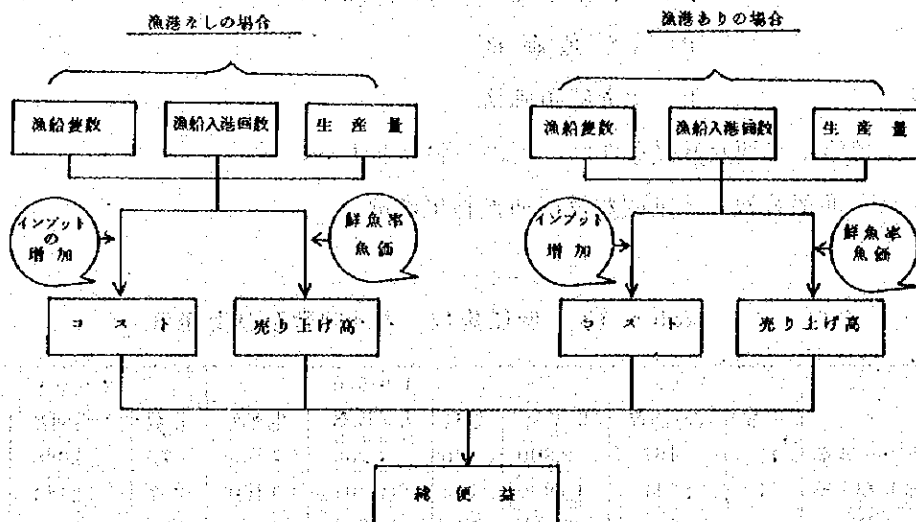 漁港なしの場合
漁船隻数
漁船入港回数
生産量
インプット
の
増加
鮮魚率
魚価
コスト
売り上げ高
漁港ありの場合
漁船隻数
漁船入港回数
生産量
インプット
増加
鮮魚率
魚価
コスト
売り上げ高
純便益